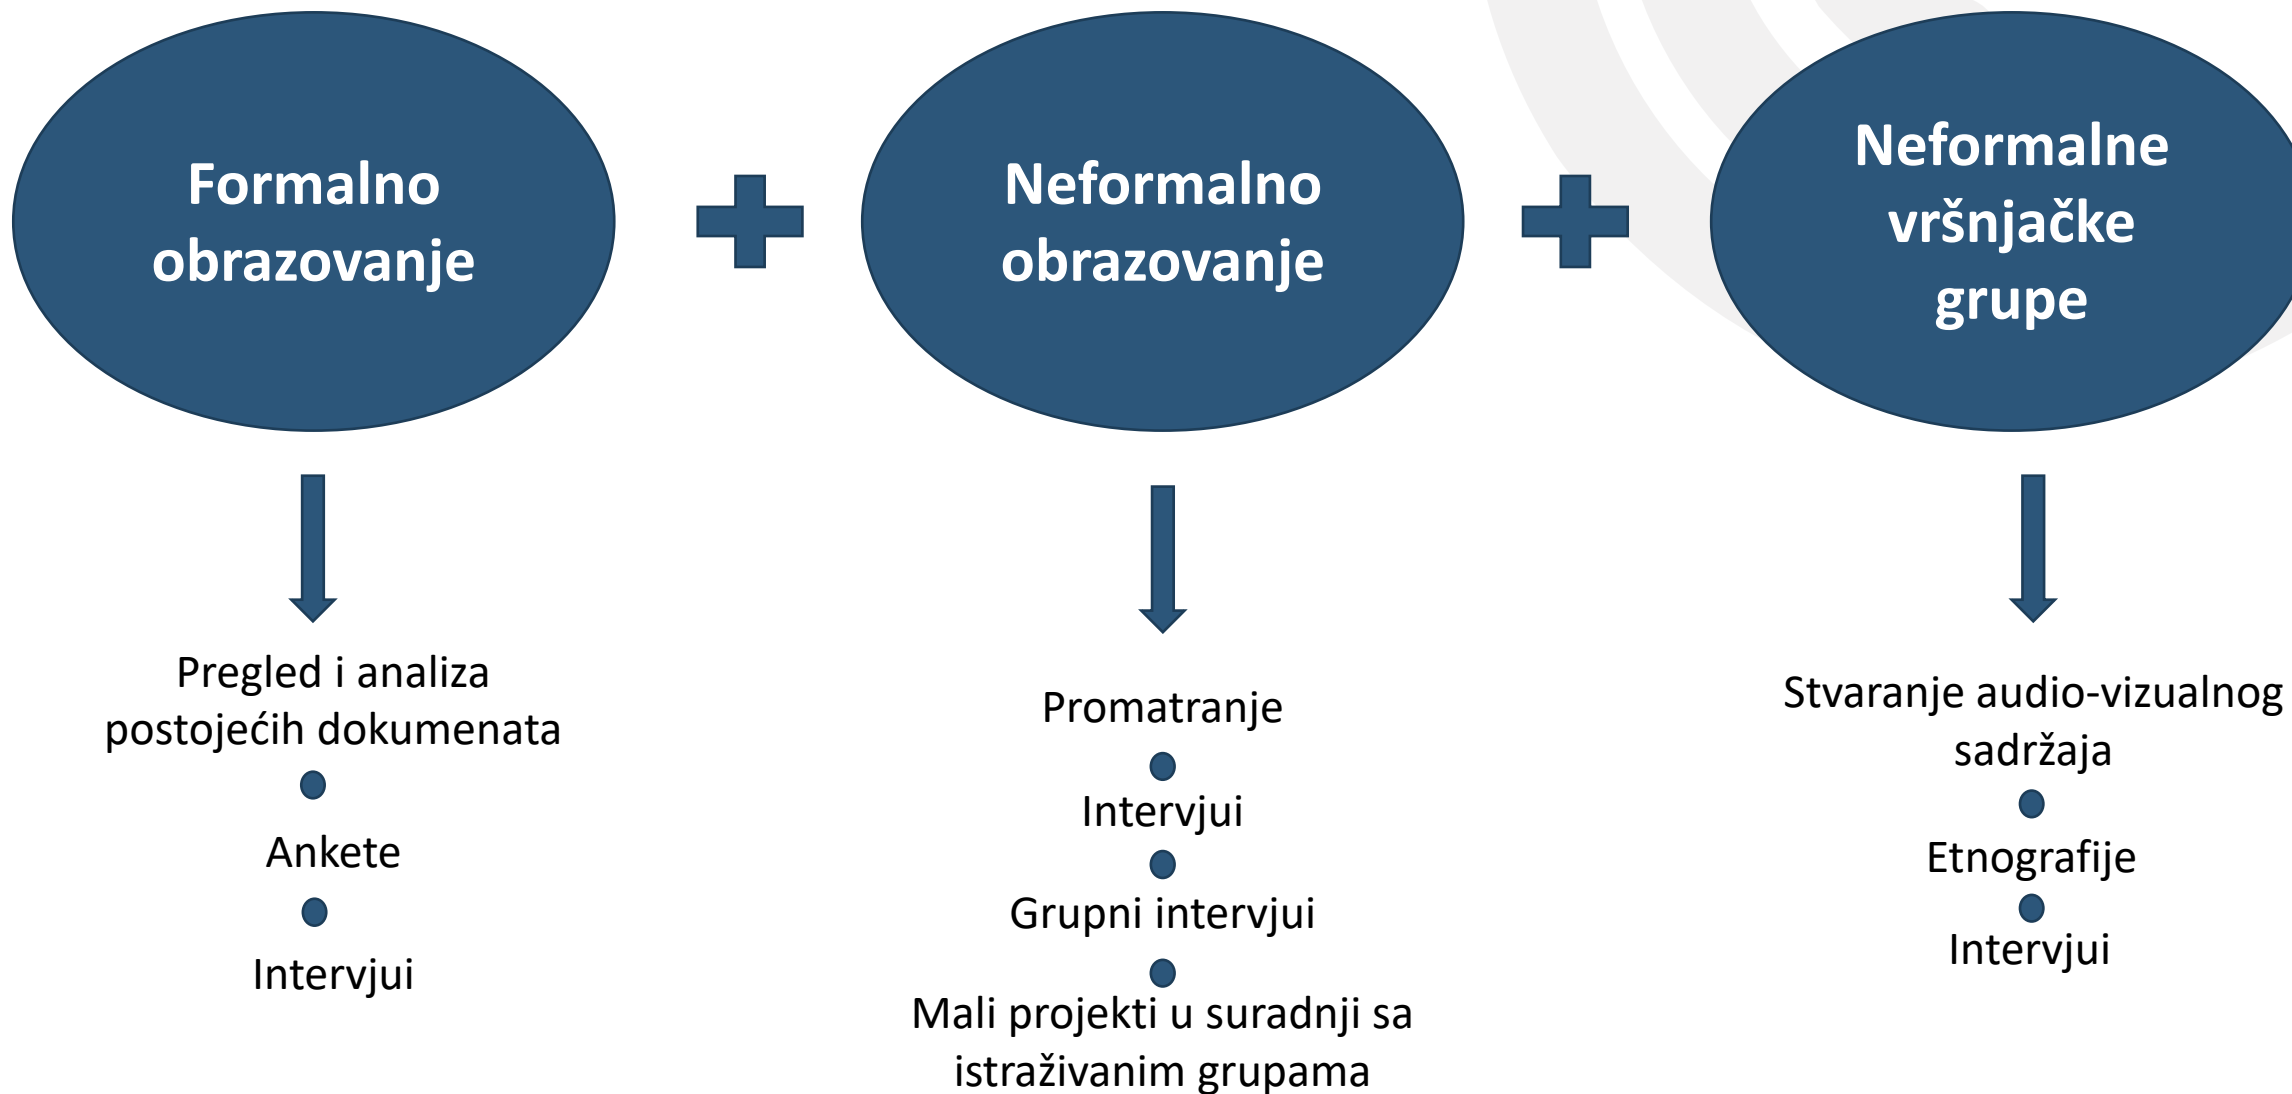 Formalno
obrazovanje
Neformalno
obrazovanje
Neformalne
vršnjačke
grupe
Pregled i analiza
postojećih dokumenata
Ankete
Intervjui
Promatranje
Intervjui
Grupni intervjui
Mali projekti u suradnji sa
istraživanim grupama
Stvaranje audio-vizualnog
sadržaja
Etnografije
Intervjui